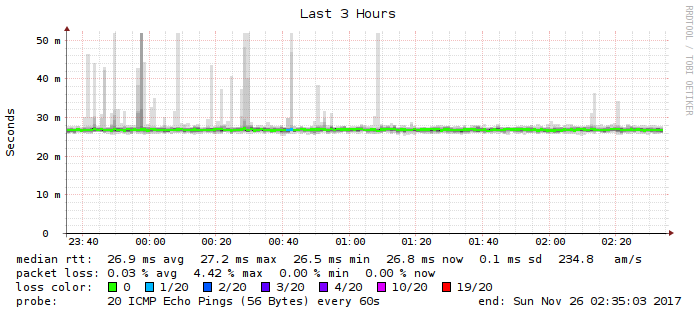 Last 3 Hours
RRDTOOL / TOBI OETIKER
Seconds
50 m
40 m
30 m
20 m
10 m
0
23:40 00:00 00:20 00:40 01:00 01:20 01:40 02:00 02:20
median rtt: 26.9 ms avg 27.2 ms max 26.5 ms min 26.8 ms now 0.1 ms sd 234.8 am/s
packet loss: 0.03 % avg 4.42 % max 0.00 % min 0.00 % now
loss color: 0 1/20 2/20 3/20 4/20 10/20 19/20
probe: 20 ICMP Echo Pings (56 Bytes) every 60s end: Sun Nov 26 02:35:03 2017